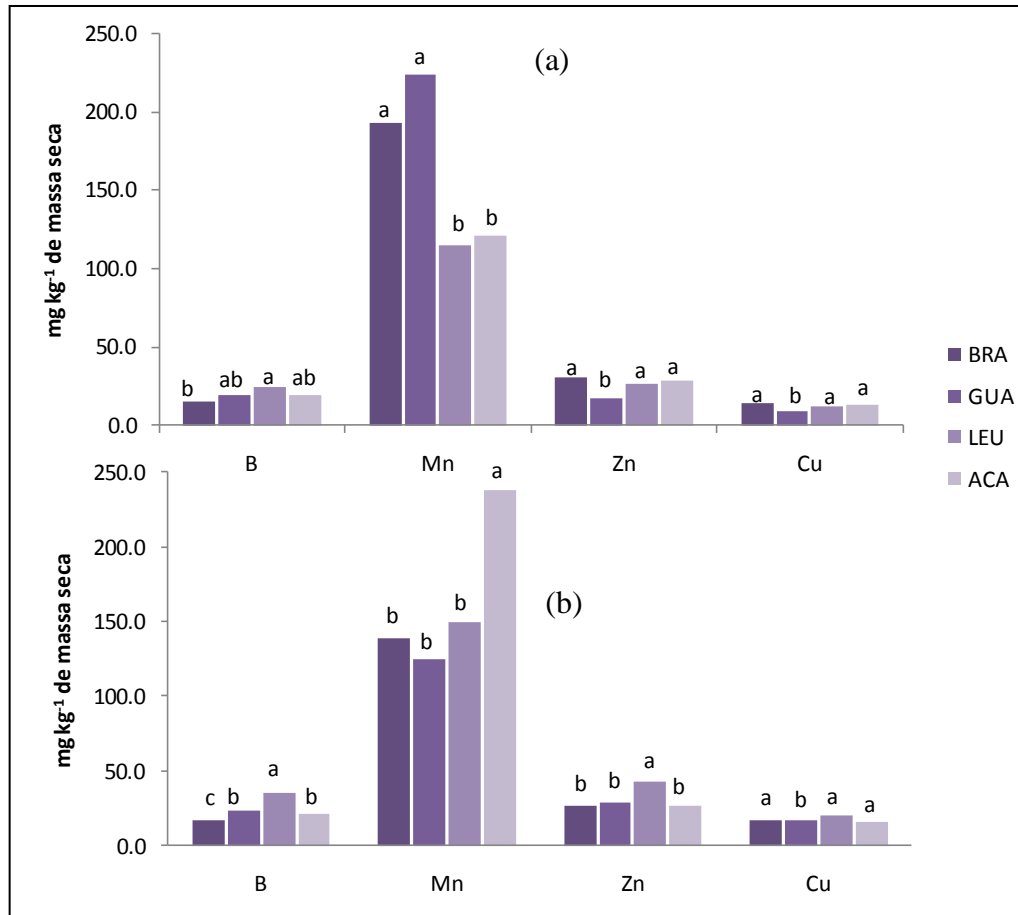 250.0
200.0
150.0
100.0
50.0
0.0
mg kg⁻¹ de massa seca
(a)
b ab a ab
a a b b
a b a a
a b a a
B Mn Zn Cu
250.0
200.0
150.0
100.0
50.0
0.0
mg kg⁻¹ de massa seca
(b)
c b a b
b b b a
b b a b
a b a a
B Mn Zn Cu
BRA
GUA
LEU
ACA